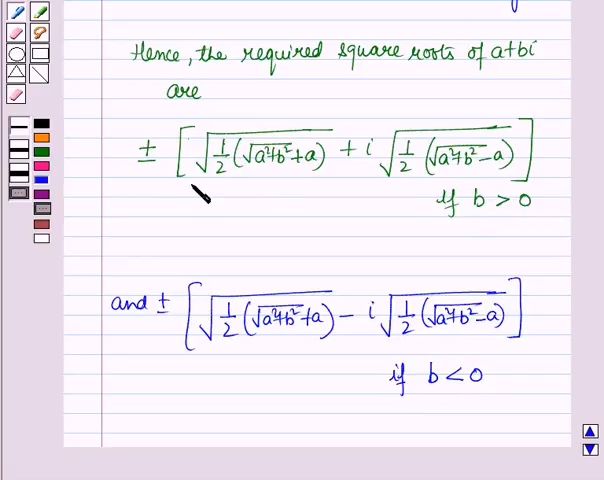 Hence, the required square roots of a+bi
are
± [√(1/2 (√(a²+b²)+a)) + i √(1/2 (√(a²+b²)-a))]
if b > 0
and ± [√(1/2 (√(a²+b²)+a)) - i √(1/2 (√(a²+b²)-a))]
if b < 0